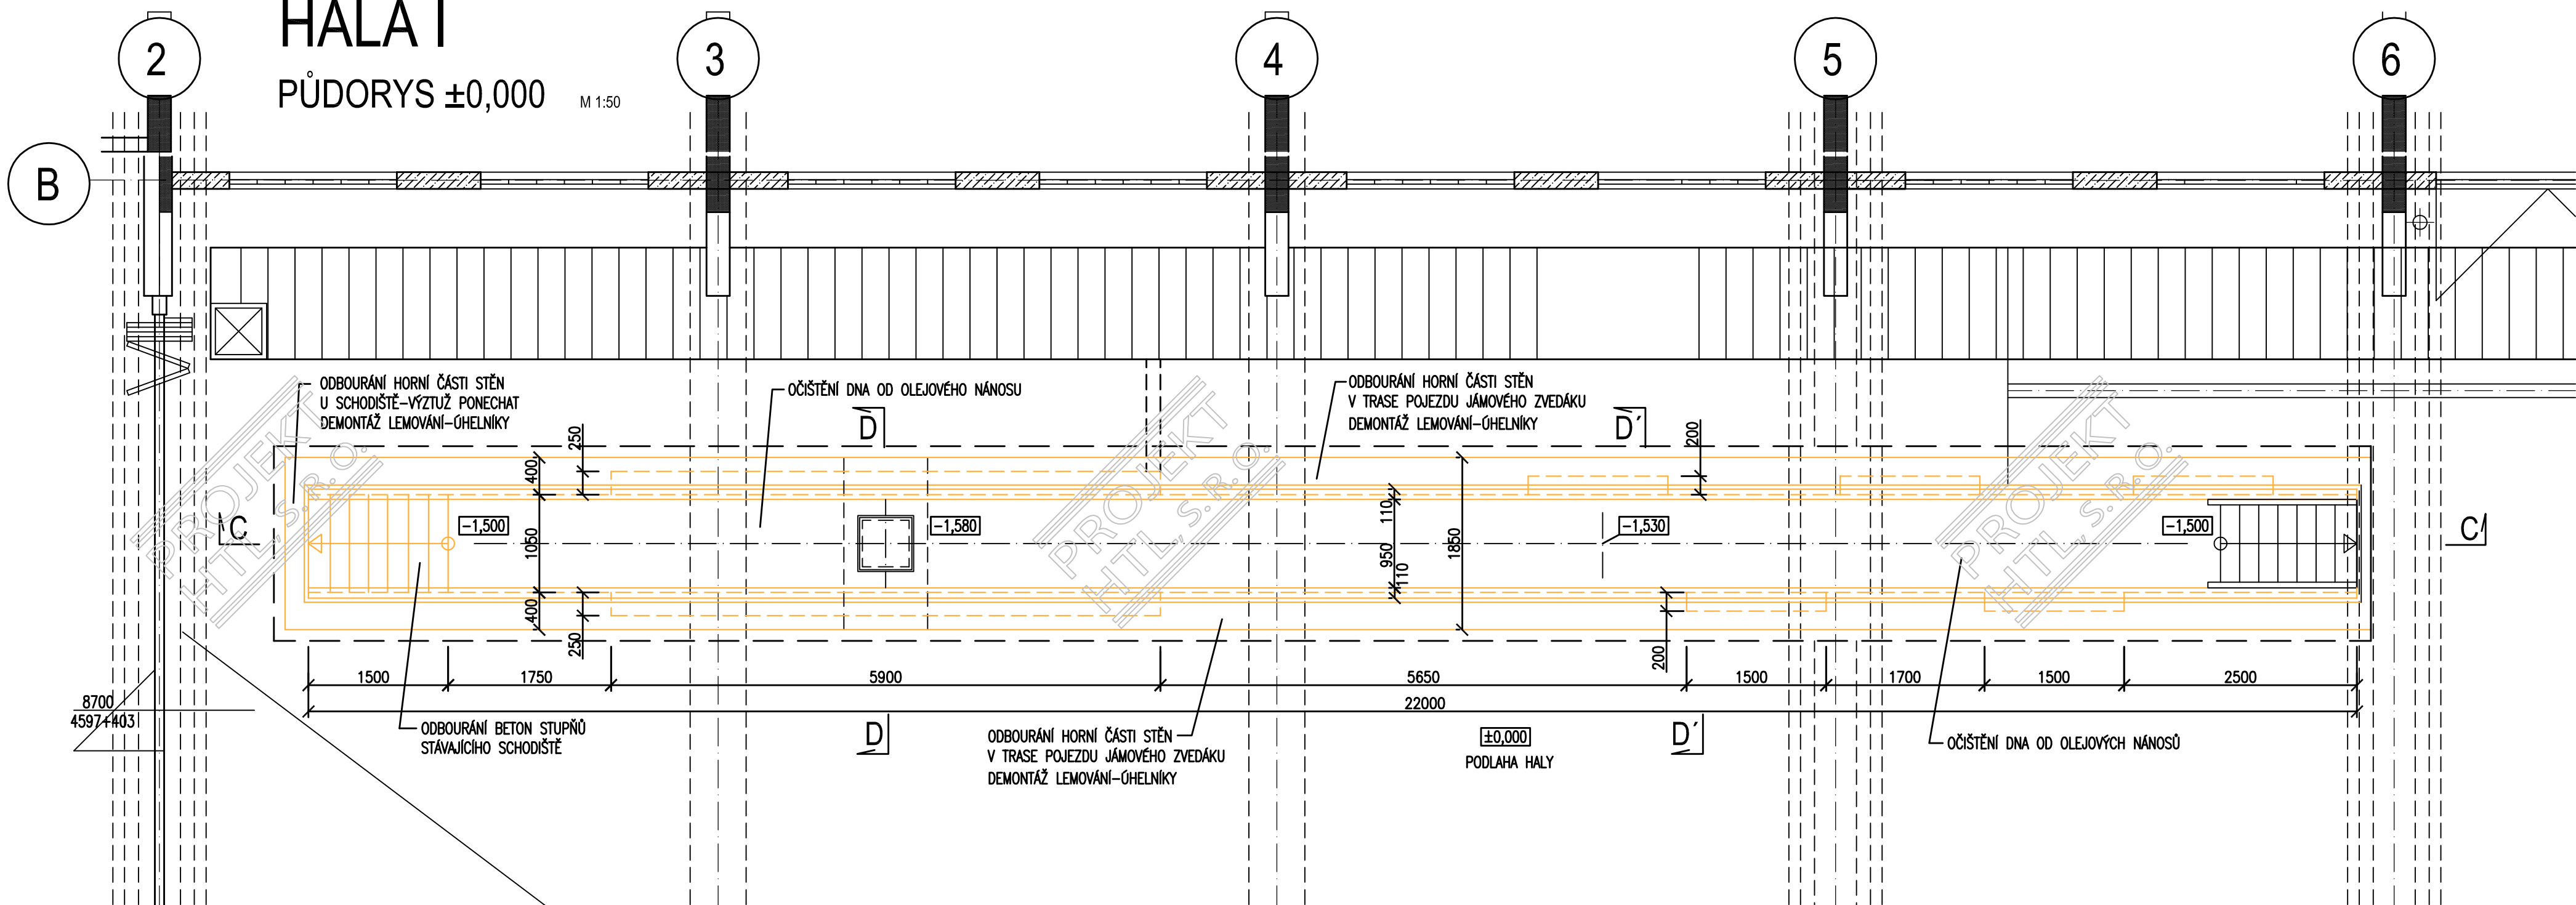 HALA I
2
3
4
5
6
PŮDORYS ±0,000
M 1:50
B
ODBOURÁNÍ HORNÍ ČÁSTI STĚN
U SCHODIŠTĚ-VÝZTUŽ PONECHAT
DEMONTÁŽ LEMOVÁNÍ-ÚHELNÍKY
OČIŠTĚNÍ DNA OD OLEJOVÉHO NÁNOSU
ODBOURÁNÍ HORNÍ ČÁSTI STĚN
V TRASE POJEZDU JÁMOVÉHO ZVEDÁKU
DEMONTÁŽ LEMOVÁNÍ-ÚHELNÍKY
D
D´
250
400
200
PROJEKT
HTL, s. R. O.
PROJEKT
HTL, s. R. O.
PROJEKT
HTL, s. R. O.
C
-1,500
1050
-1,580
110
950
110
1850
-1,530
-1,500
C'
400
250
200
1500
1750
5900
5650
1500
1700
1500
2500
22000
8700
4597+403
ODBOURÁNÍ BETON STUPŇŮ
STÁVAJÍCÍHO SCHODIŠTĚ
D
ODBOURÁNÍ HORNÍ ČÁSTI STĚN
V TRASE POJEZDU JÁMOVÉHO ZVEDÁKU
DEMONTÁŽ LEMOVÁNÍ-ÚHELNÍKY
±0,000
PODLAHA HALY
D´
OČIŠTĚNÍ DNA OD OLEJOVÝCH NÁNOSŮ